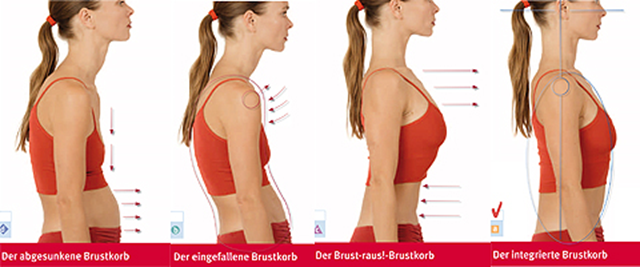 Der abgesunkene Brustkorb
Der eingefallene Brustkorb
Der Brust-raus!-Brustkorb
Der integrierte Brustkorb